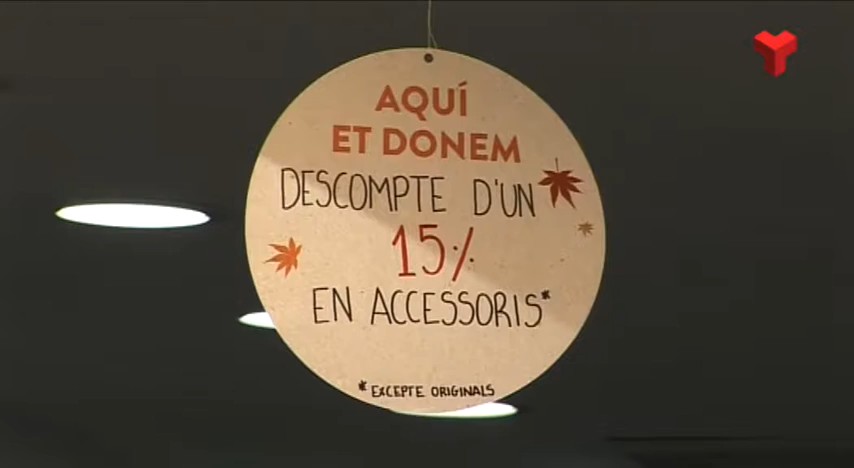 AQUÍ
ET DONEM
DESCOMPTE D'UN
15%
EN ACCESSORIS*
*EXCEPTE ORIGINALS